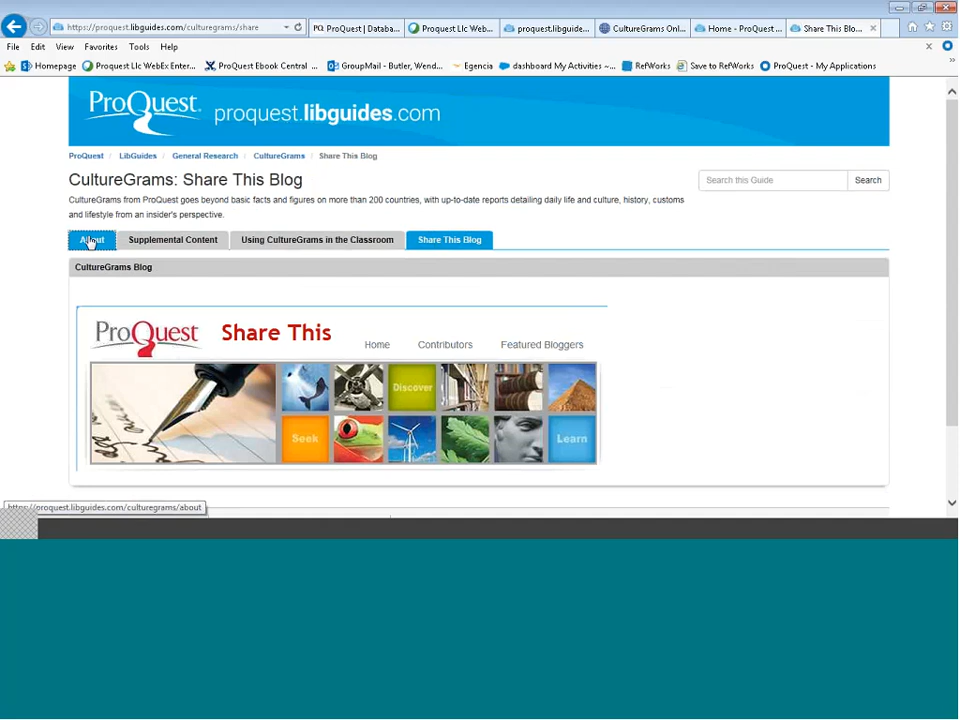 https://proquest.libguides.com/culturegrams/share
ProQuest | Databa...
Proquest Llc Web...
proquest.libguide...
CultureGrams Onl...
Home - ProQuest ...
Share This Blo...
File Edit View Favorites Tools Help
Homepage
Proquest Llc WebEx Enter...
ProQuest Ebook Central ...
GroupMail - Butler, Wend...
Egencia
dashboard My Activities ~...
RefWorks
Save to RefWorks
ProQuest - My Applications
ProQuest
proquest.libguides.com
ProQuest / LibGuides / General Research / CultureGrams / Share This Blog
CultureGrams: Share This Blog
Search this Guide
Search
CultureGrams from ProQuest goes beyond basic facts and figures on more than 200 countries, with up-to-date reports detailing daily life and culture, history, customs
and lifestyle from an insider's perspective.
About
Supplemental Content
Using CultureGrams in the Classroom
Share This Blog
CultureGrams Blog
ProQuest
Share This
Home
Contributors
Featured Bloggers
Discover
Seek
Learn
https://proquest.libguides.com/culturegrams/about